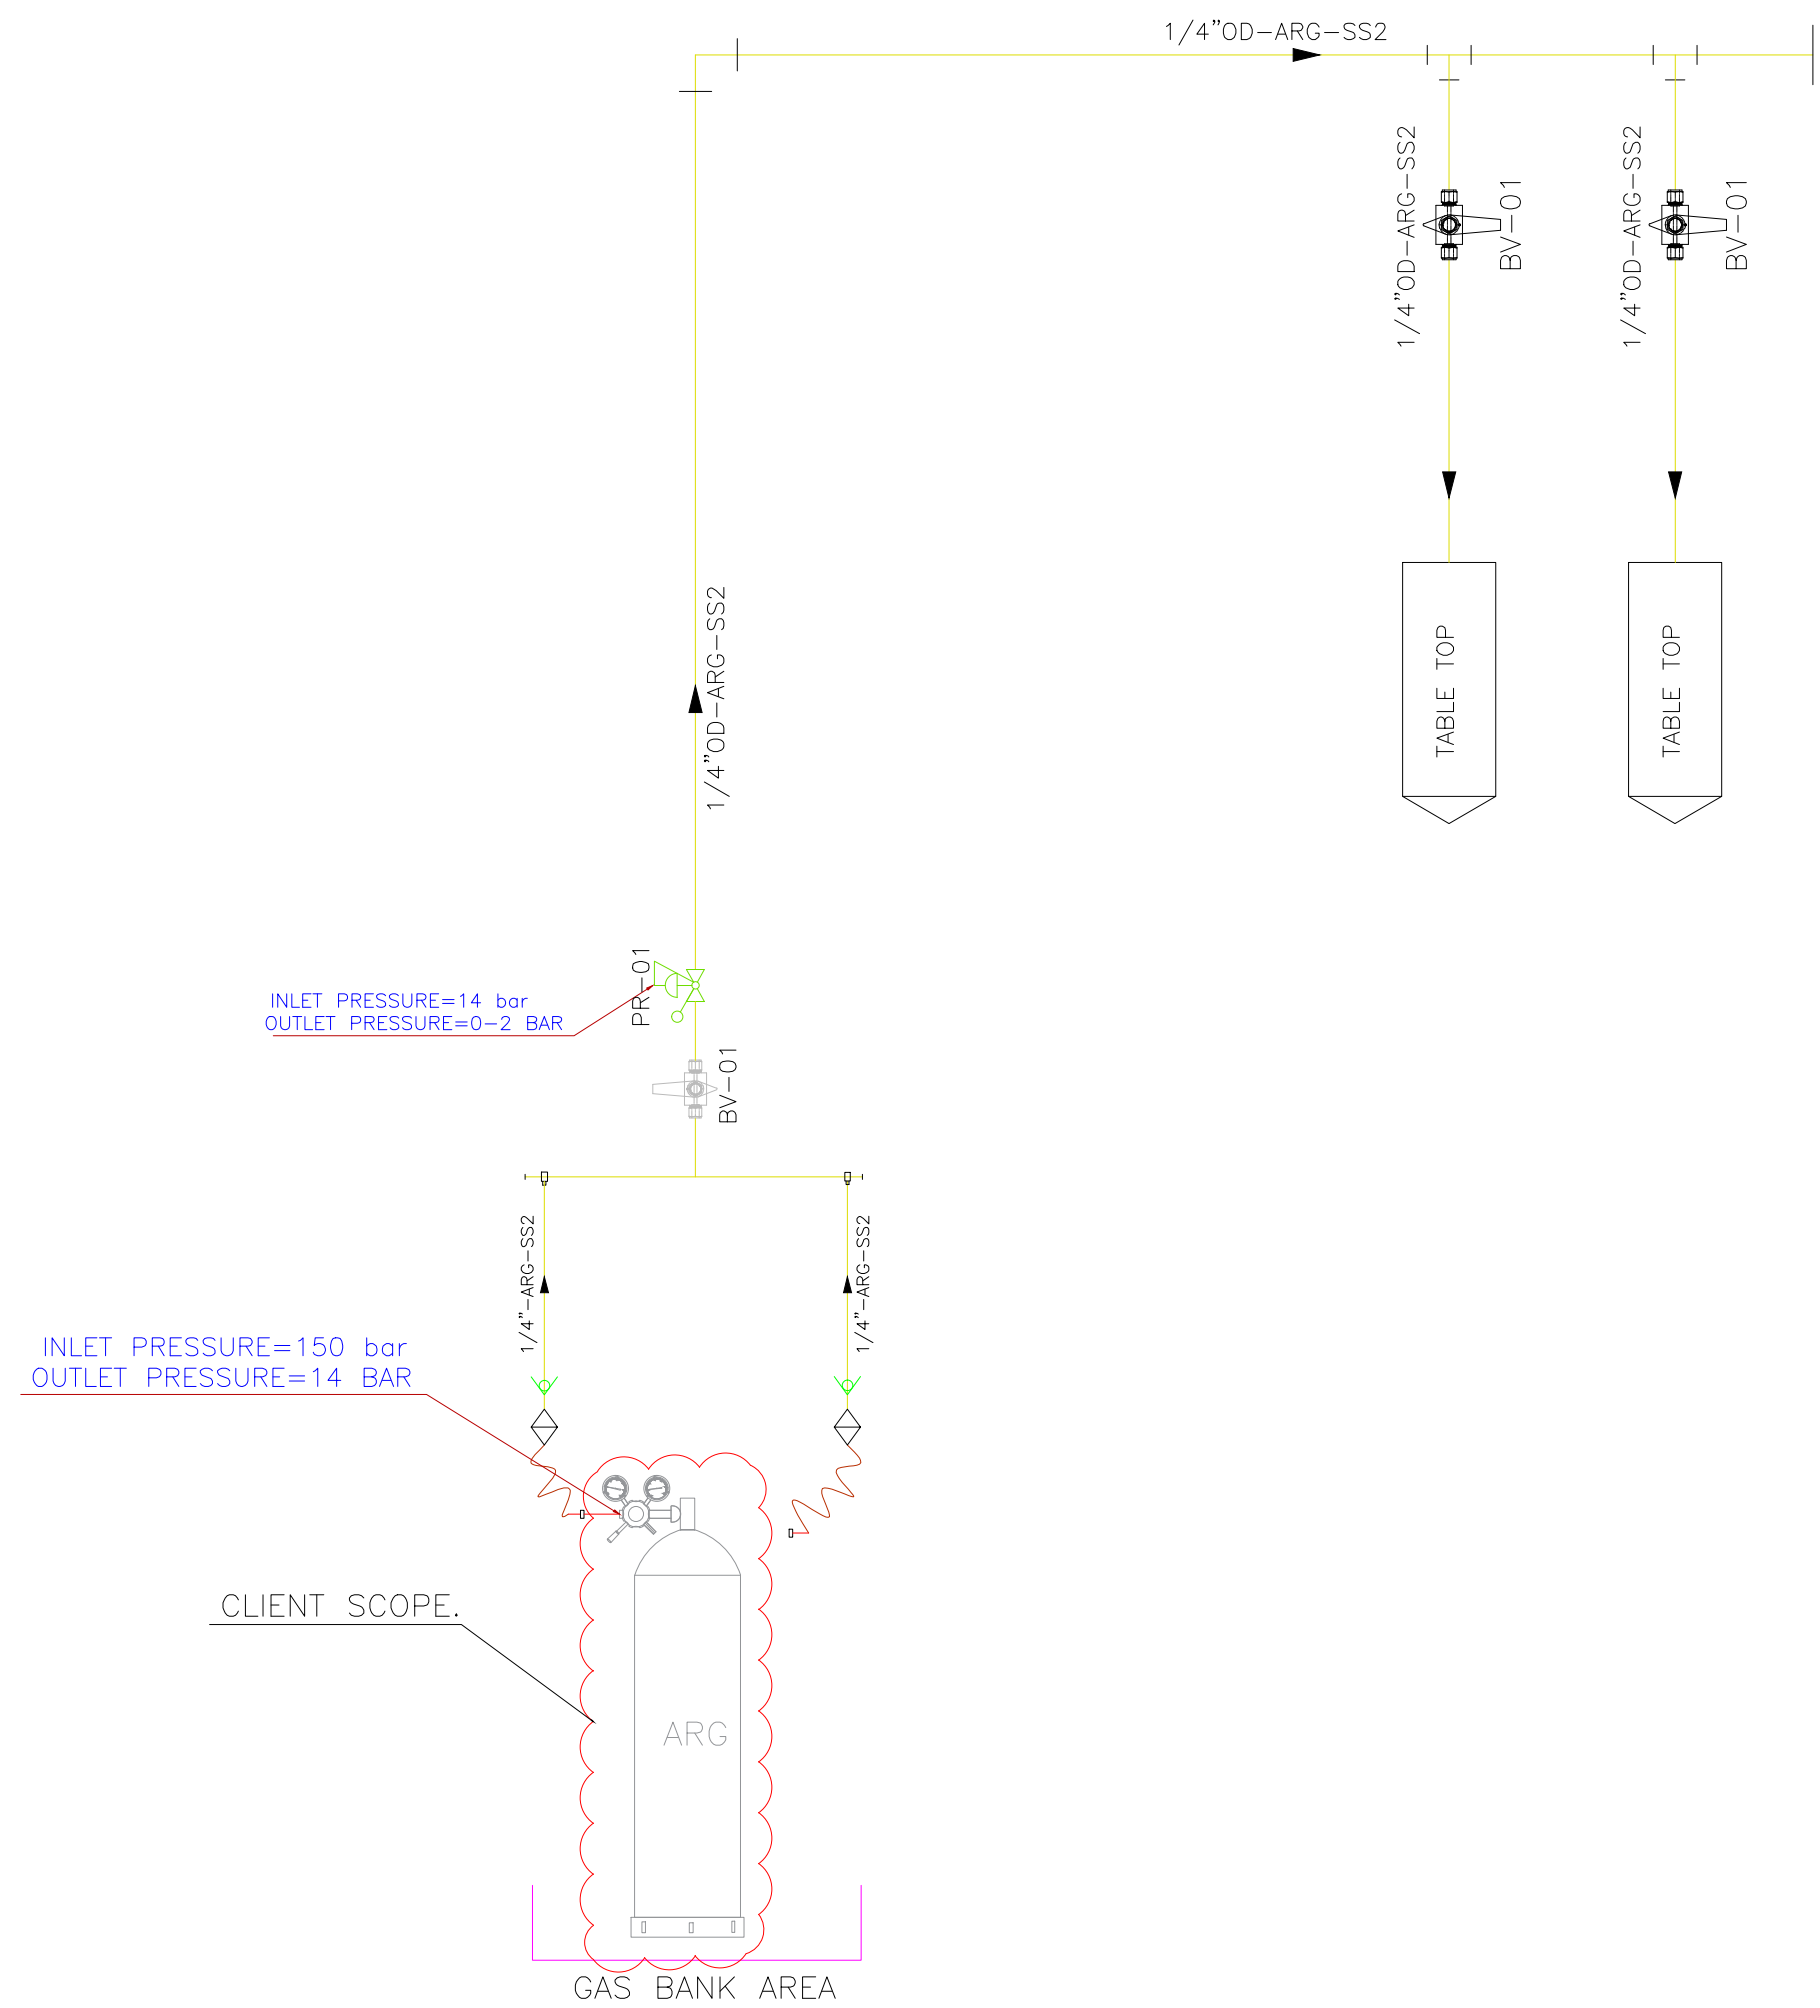 1/4"OD-ARG-SS2
1/4"OD-ARG-SS2
BV-01
1/4"OD-ARG-SS2
BV-01
TABLE TOP
TABLE TOP
1/4"OD-ARG-SS2
PR-01
INLET PRESSURE=14 bar
OUTLET PRESSURE=0-2 BAR
BV-01
1/4"-ARG-SS2
1/4"-ARG-SS2
INLET PRESSURE=150 bar
OUTLET PRESSURE=14 BAR
CLIENT SCOPE.
ARG
GAS BANK AREA